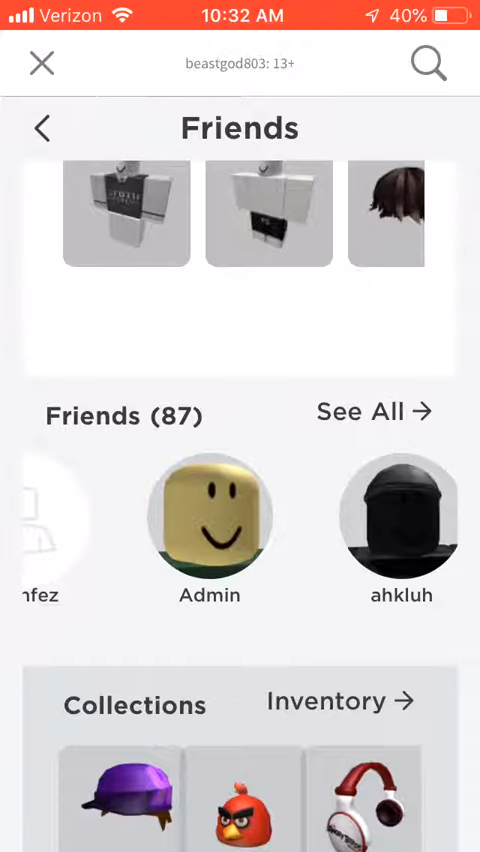 Verizon 10:32 AM 40%
beastgod803: 13+
Friends
Friends (87) See All →
nfez Admin ahkluh
Collections Inventory →